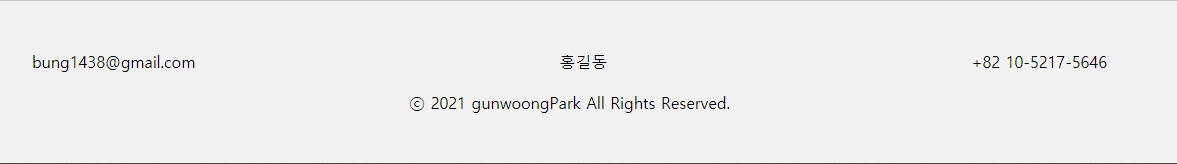 bung1438@gmail.com 홍길동 +82 10-5217-5646
© 2021 gunwoongPark All Rights Reserved.